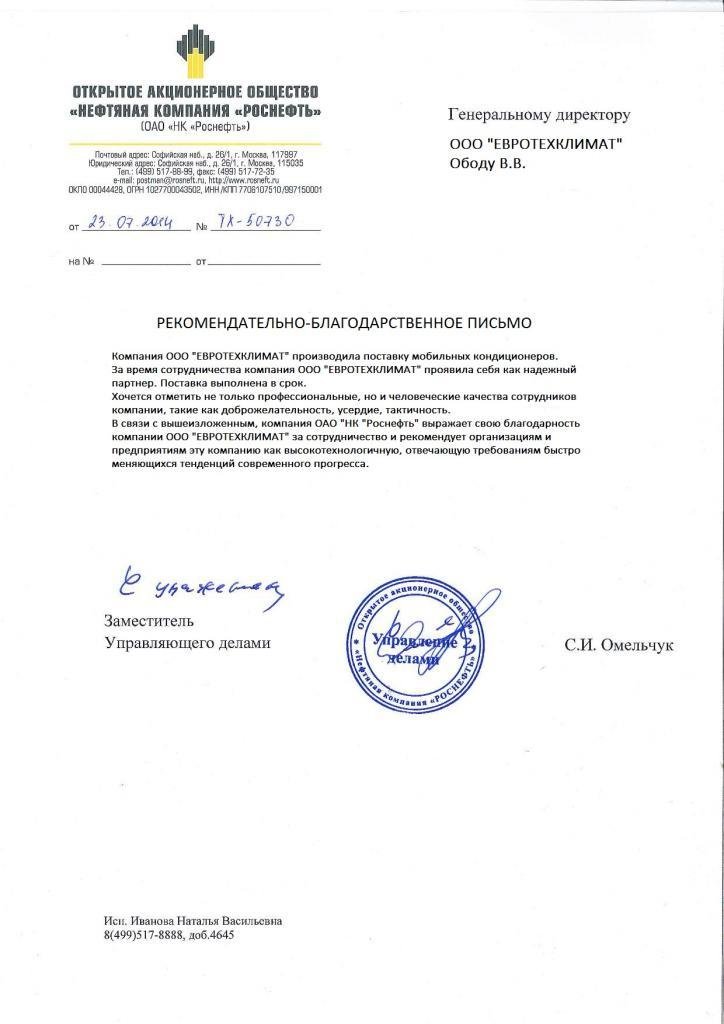 ОТКРЫТОЕ АКЦИОНЕРНОЕ ОБЩЕСТВО
«НЕФТЯНАЯ КОМПАНИЯ «РОСНЕФТЬ»
(ОАО «НК «Роснефть»)
Почтовый адрес: Софийская наб., д. 26/1, г. Москва, 117997
Юридический адрес: Софийская наб., д. 26/1, г. Москва, 115035
Тел.: (499) 517-88-99, факс: (499) 517-72-35
e-mail: postman@rosneft.ru, http://www.rosneft.ru
ОКПО 00044428, ОГРН 1027700043502, ИНН/КПП 7706107510/997150001
от 23.07.2014 № ТК-50730
на № от
Генеральному директору
ООО "ЕВРОТЕХКЛИМАТ"
Ободу В.В.
РЕКОМЕНДАТЕЛЬНО-БЛАГОДАРСТВЕННОЕ ПИСЬМО
Компания ООО "ЕВРОТЕХКЛИМАТ" производила поставку мобильных кондиционеров.
За время сотрудничества компания ООО "ЕВРОТЕХКЛИМАТ" проявила себя как надежный
партнер. Поставка выполнена в срок.
Хочется отметить не только профессиональные, но и человеческие качества сотрудников
компании, такие как доброжелательность, усердие, тактичность.
В связи с вышеизложенным, компания ОАО "НК "Роснефть" выражает свою благодарность
компании ООО "ЕВРОТЕХКЛИМАТ" за сотрудничество и рекомендует организациям и
предприятиям эту компанию как высокотехнологичную, отвечающую требованиям быстро
меняющихся тенденций современного прогресса.
С уважением
Заместитель
Управляющего делами
Открытое акционерное общество
«Нефтяная компания «РОСНЕФТЬ»
Управление
делами
С.И. Омельчук
Исп. Иванова Наталья Васильевна
8(499)517-8888, доб.4645